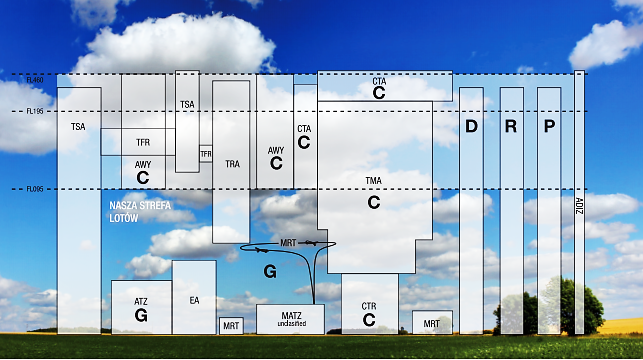 FL460
CTA
C
TSA
FL195
TSA
CTA
C
D
R
P
TFR
TFR
AWY
C
TRA
AWY
C
TMA
C
FL095
NASZA STREFA
LOTÓW
ADIZ
MRT
G
ATZ
G
EA
MRT
MATZ
unclasified
CTR
C
MRT